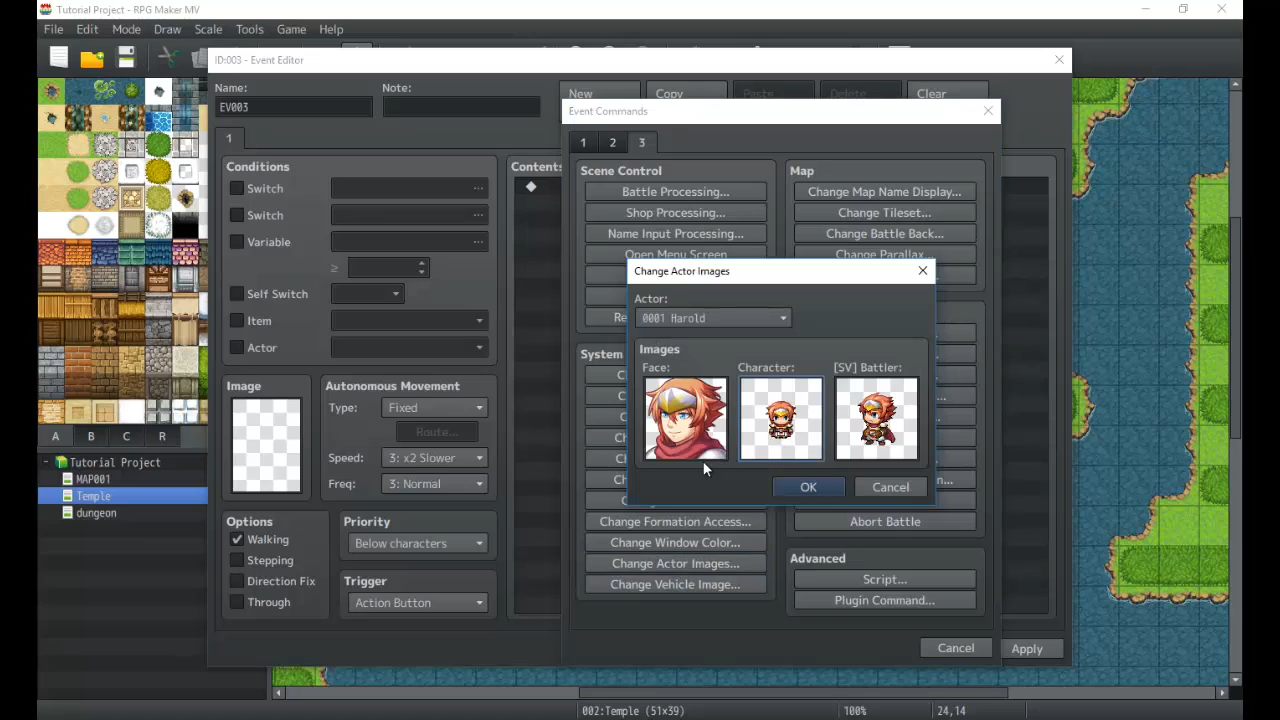 Tutorial Project - RPG Maker MV
File Edit Mode Draw Scale Tools Game Help
ID:003 - Event Editor
Name:
Note:
EV003
New
Copy
Paste
Delete
Clear
Event Commands
1
1 2 3
Conditions
Switch
Switch
Variable
≥
Self Switch
Item
Actor
Contents
Image
Autonomous Movement
Type: Fixed
Route...
Speed: 3: x2 Slower
Freq: 3: Normal
Options
Walking
Stepping
Direction Fix
Through
Priority
Below characters
Trigger
Action Button
Scene Control
Battle Processing...
Shop Processing...
Name Input Processing...
Open Menu Screen
Re
System
Change Formation Access...
Change Window Color...
Change Actor Images...
Change Vehicle Image...
Map
Change Map Name Display...
Change Tileset...
Change Battle Back...
Change Parallax...
Abort Battle
Advanced
Script...
Plugin Command...
Change Actor Images
Actor:
0001 Harold
Images
Face: Character: [SV] Battler:
OK
Cancel
Cancel
Apply
A B C R
Tutorial Project
MAP001
Temple
dungeon
002:Temple (51x39)
100%
24,14